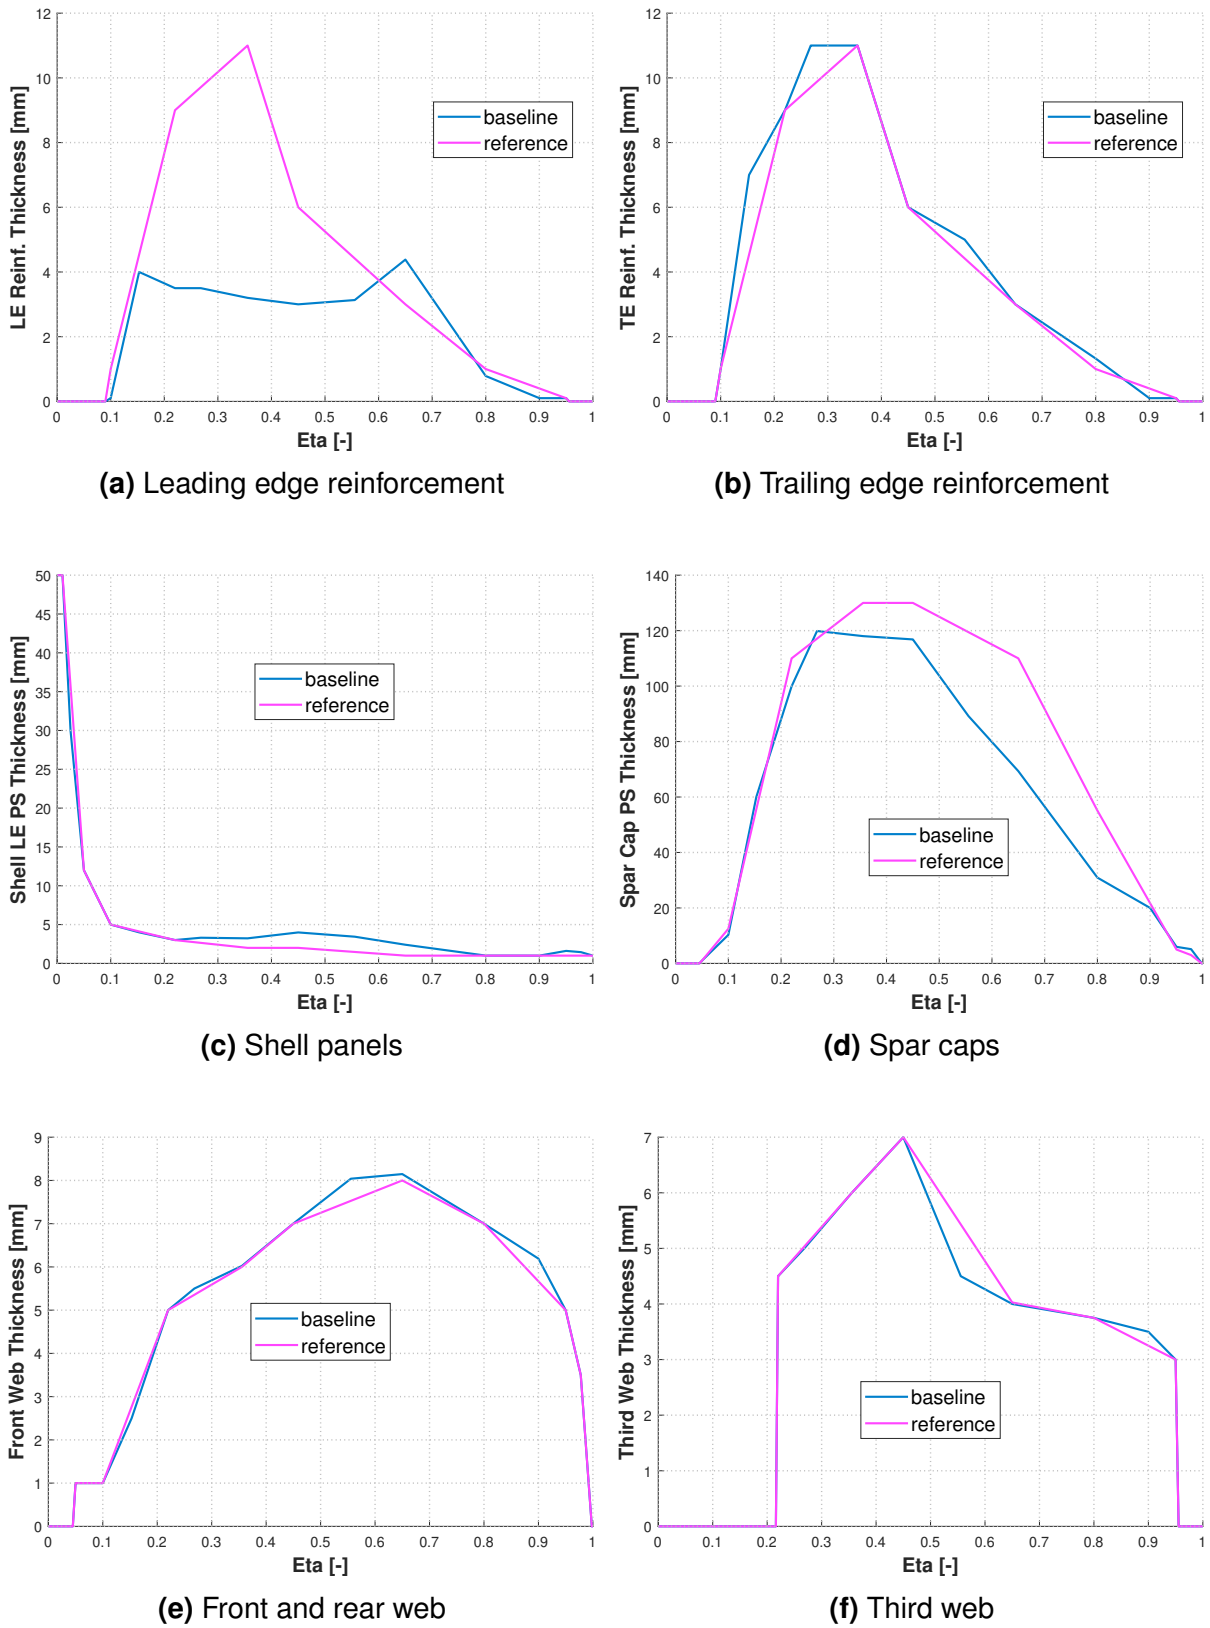 12
10
8
6
4
2
0
LE Reinf. Thickness [mm]
baseline
reference
0 0.1 0.2 0.3 0.4 0.5 0.6 0.7 0.8 0.9 1
Eta [-]
(a) Leading edge reinforcement
12
10
8
6
4
2
0
TE Reinf. Thickness [mm]
baseline
reference
0 0.1 0.2 0.3 0.4 0.5 0.6 0.7 0.8 0.9 1
Eta [-]
(b) Trailing edge reinforcement
50
45
40
35
30
25
20
15
10
5
0
Shell LE PS Thickness [mm]
baseline
reference
0 0.1 0.2 0.3 0.4 0.5 0.6 0.7 0.8 0.9 1
Eta [-]
(c) Shell panels
140
120
100
80
60
40
20
0
Spar Cap PS Thickness [mm]
baseline
reference
0 0.1 0.2 0.3 0.4 0.5 0.6 0.7 0.8 0.9 1
Eta [-]
(d) Spar caps
9
8
7
6
5
4
3
2
1
0
Front Web Thickness [mm]
baseline
reference
0 0.1 0.2 0.3 0.4 0.5 0.6 0.7 0.8 0.9 1
Eta [-]
(e) Front and rear web
7
6
5
4
3
2
1
0
Third Web Thickness [mm]
baseline
reference
0 0.1 0.2 0.3 0.4 0.5 0.6 0.7 0.8 0.9 1
Eta [-]
(f) Third web